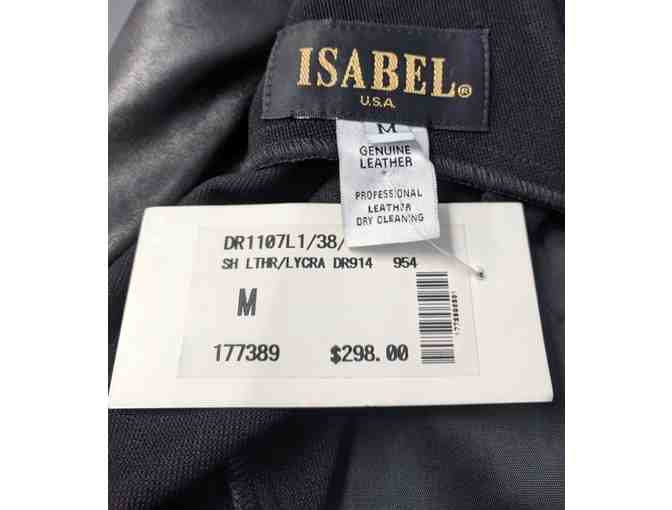 ISABEL®
U.S.A.
M
GENUINE
LEATHER
PROFESSIONAL
LEATHER
DRY CLEANING
DR1107L1/38/
SH LTHR/LYCRA DR914 954
M
177389 $298.00